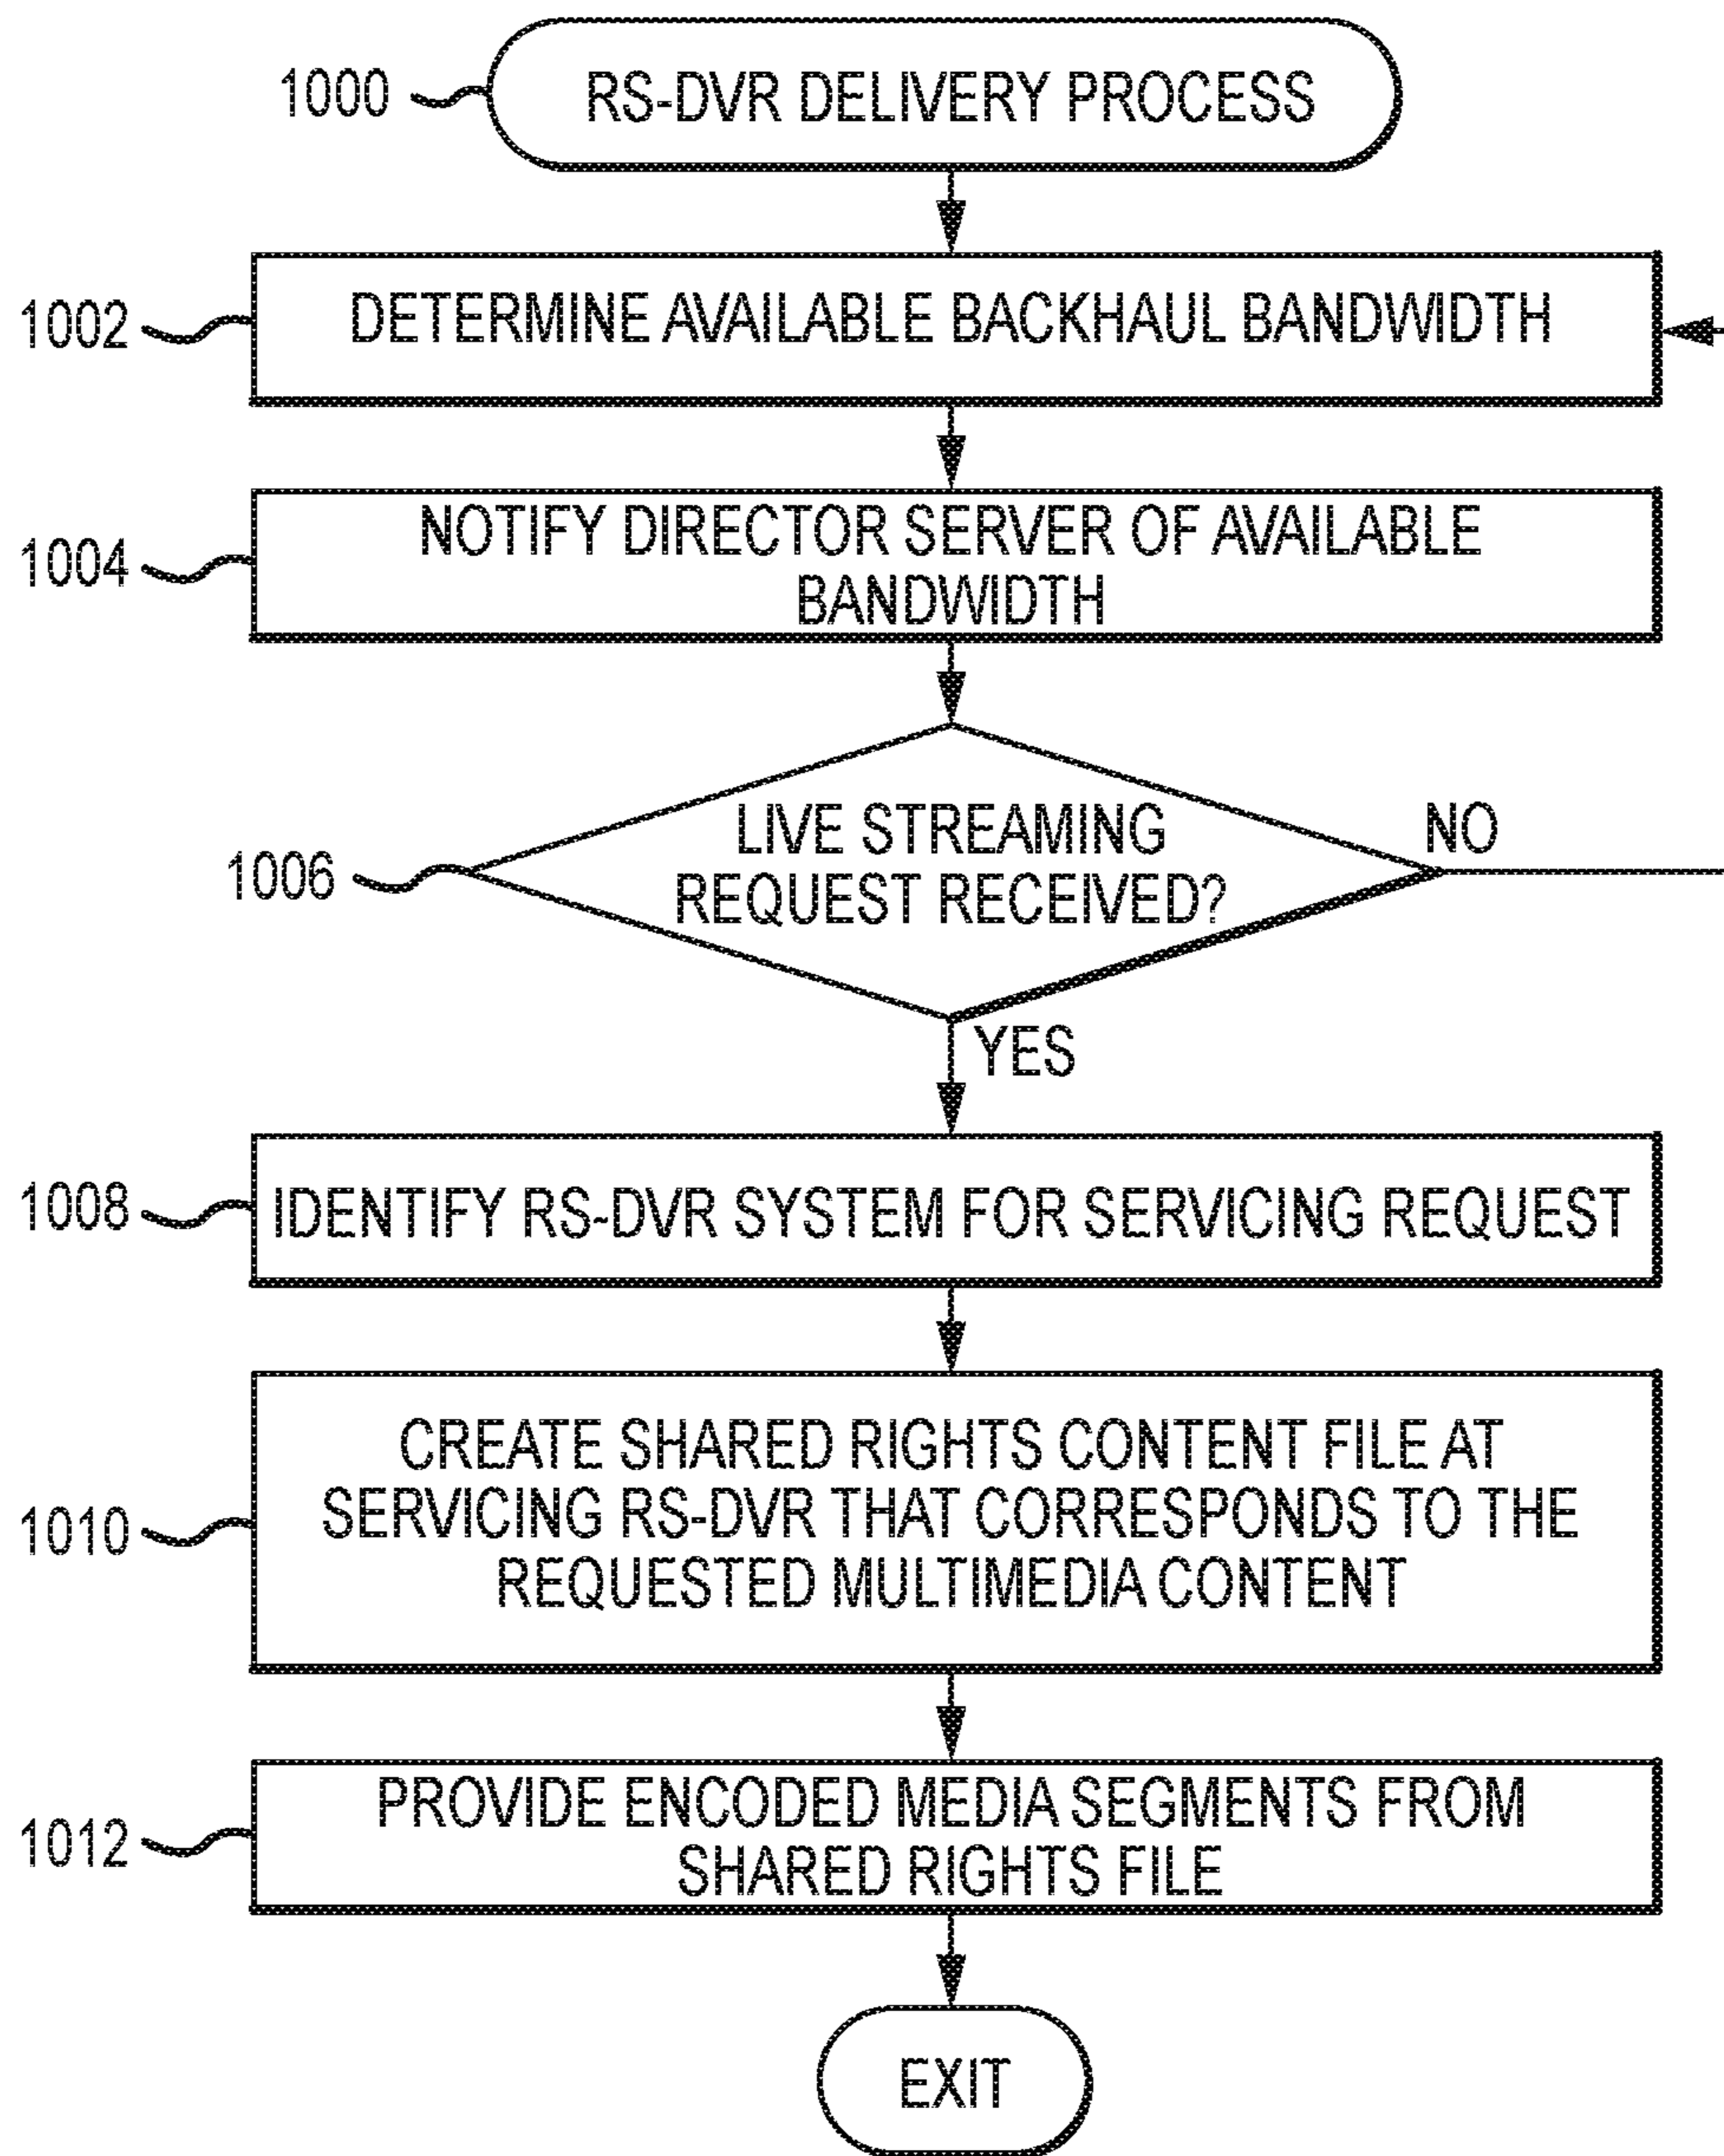 1000 RS-DVR DELIVERY PROCESS
1002 DETERMINE AVAILABLE BACKHAUL BANDWIDTH
1004 NOTIFY DIRECTOR SERVER OF AVAILABLE
BANDWIDTH
1006 LIVE STREAMING
REQUEST RECEIVED?
NO
YES
1008 IDENTIFY RS-DVR SYSTEM FOR SERVICING REQUEST
1010 CREATE SHARED RIGHTS CONTENT FILE AT
SERVICING RS-DVR THAT CORRESPONDS TO THE
REQUESTED MULTIMEDIA CONTENT
1012 PROVIDE ENCODED MEDIA SEGMENTS FROM
SHARED RIGHTS FILE
EXIT